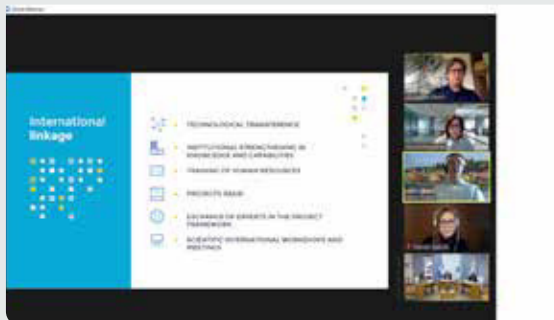 International
linkage
TECHNOLOGICAL TRANSFERENCE
INSTITUTIONAL STRENGTHENING IN
KNOWLEDGE AND CAPABILITIES
TRAINING OF HUMAN RESOURCES
PROJECTS R&D&I
EXCHANGE OF EXPERTS IN THE PROJECT
FRAMEWORK
SCIENTIFIC INTERNATIONAL WORKSHOPS AND
MEETINGS